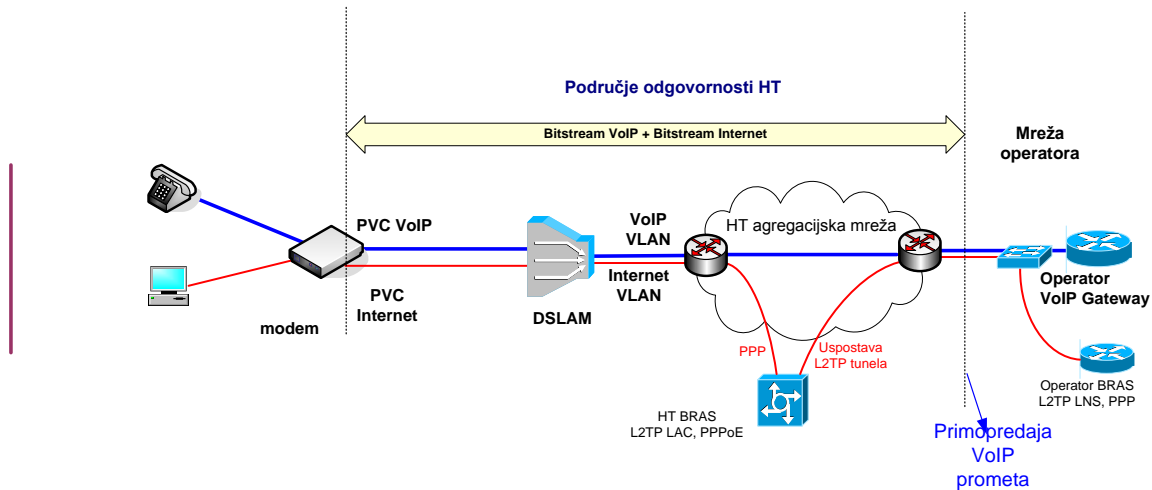 Područje odgovornosti HT
Bitstream VoIP + Bitstream Internet
Mreža
operatora
PVC VoIP
PVC
Internet
modem
DSLAM
VoIP
VLAN
Internet
VLAN
HT agregacijska mreža
PPP
Uspostava
L2TP tunela
HT BRAS
L2TP LAC, PPPoE
Operator
VoIP Gateway
Operator BRAS
L2TP LNS, PPP
Primopredaja
VoIP
prometa